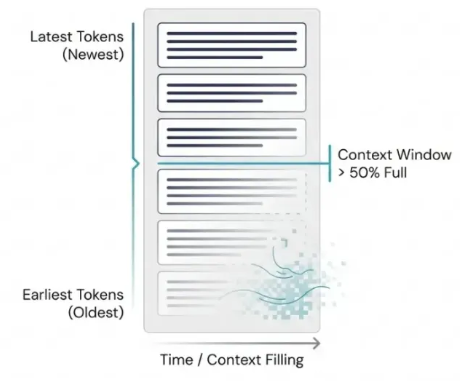 Latest Tokens
(Newest)
Context Window
> 50% Full
Earliest Tokens
(Oldest)
Time / Context Filling